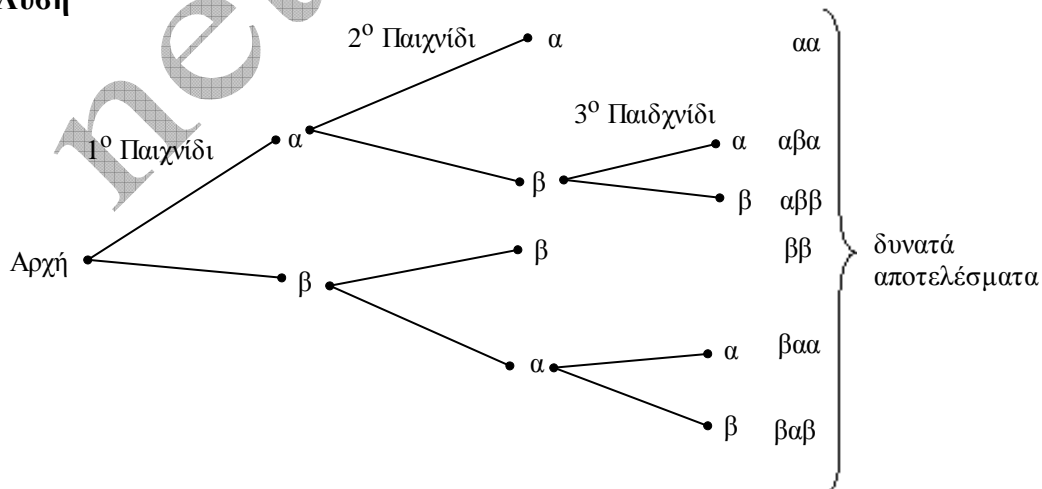 Λύση
2ο Παιχνίδι
α
αα
3ο Παιδχνίδι
1ο Παιχνίδι
α
α
αβα
β
β
αββ
Αρχή
β
ββ
δυνατά
αποτελέσματα
β
α
α
βαα
β
βαβ